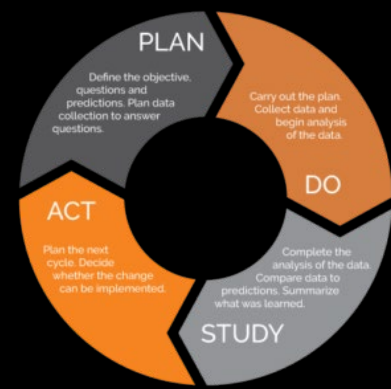 PLAN
Define the objective,
questions and
predictions. Plan data
collection to answer
questions.
Carry out the plan.
Collect data and
begin analysis
of the data.
DO
Complete the
analysis of the data.
Compare data to
predictions. Summarize
what was learned.
STUDY
ACT
Plan the next
cycle. Decide
whether the change
can be implemented.